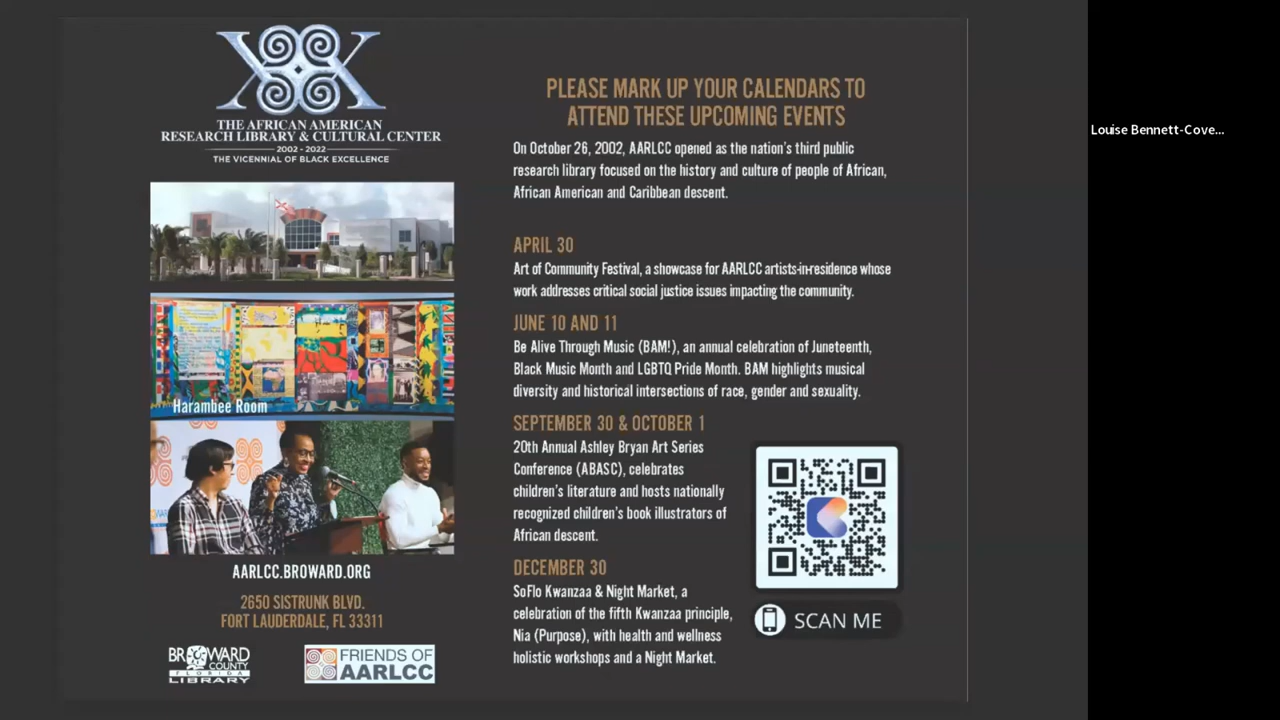 THE AFRICAN AMERICAN
RESEARCH LIBRARY & CULTURAL CENTER
2002 - 2022
THE VICENNIAL OF BLACK EXCELLENCE
Harambee Room
AARLCC.BROWARD.ORG
2650 SISTRUNK BLVD.
FORT LAUDERDALE, FL 33311
BROWARD
COUNTY
FLORIDA
LIBRARY
FRIENDS OF
AARLCC
PLEASE MARK UP YOUR CALENDARS TO
ATTEND THESE UPCOMING EVENTS
On October 26, 2002, AARLCC opened as the nation's third public
research library focused on the history and culture of people of African,
African American and Caribbean descent.
APRIL 30
Art of Community Festival, a showcase for AARLCC artists-in-residence whose
work addresses critical social justice issues impacting the community.
JUNE 10 AND 11
Be Alive Through Music (BAM!), an annual celebration of Juneteenth,
Black Music Month and LGBTQ Pride Month. BAM highlights musical
diversity and historical intersections of race, gender and sexuality.
SEPTEMBER 30 & OCTOBER 1
20th Annual Ashley Bryan Art Series
Conference (ABASC), celebrates
children's literature and hosts nationally
recognized children's book illustrators of
African descent.
DECEMBER 30
SoFlo Kwanzaa & Night Market, a
celebration of the fifth Kwanzaa principle,
Nia (Purpose), with health and wellness
holistic workshops and a Night Market.
SCAN ME
Louise Bennett-Cove...